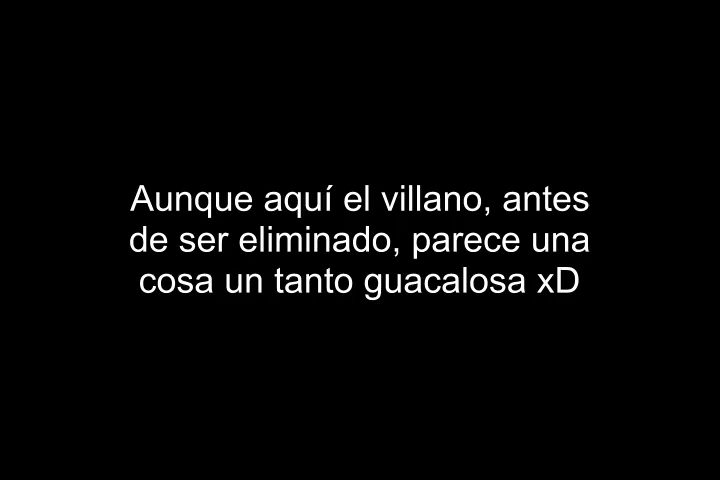 Aunque aquí el villano, antes
de ser eliminado, parece una
cosa un tanto guacalosa xD